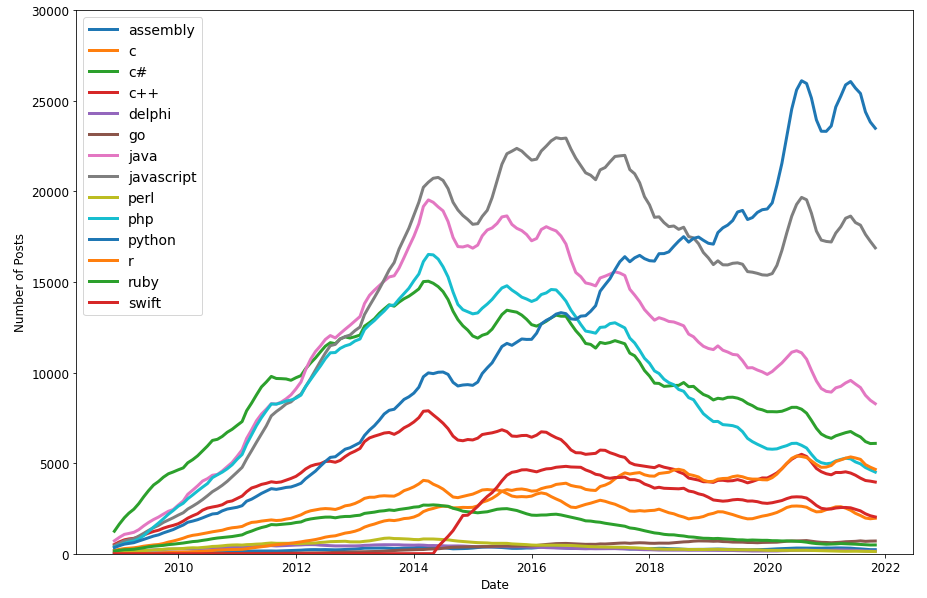 30000
25000
20000
15000
10000
5000
0
Number of Posts
assembly
c
c#
c++
delphi
go
java
javascript
perl
php
python
r
ruby
swift
2010 2012 2014 2016 2018 2020 2022
Date